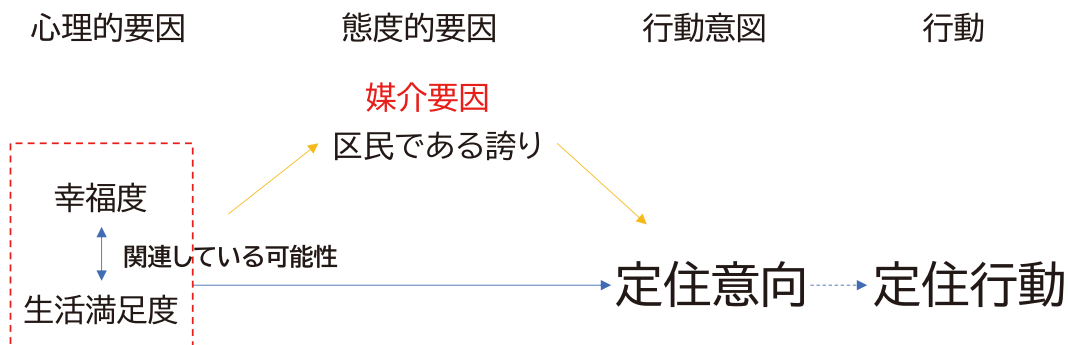 心理的要因
態度的要因
行動意図
行動
媒介要因
区民である誇り
幸福度
関連している可能性
生活満足度
定住意向
定住行動